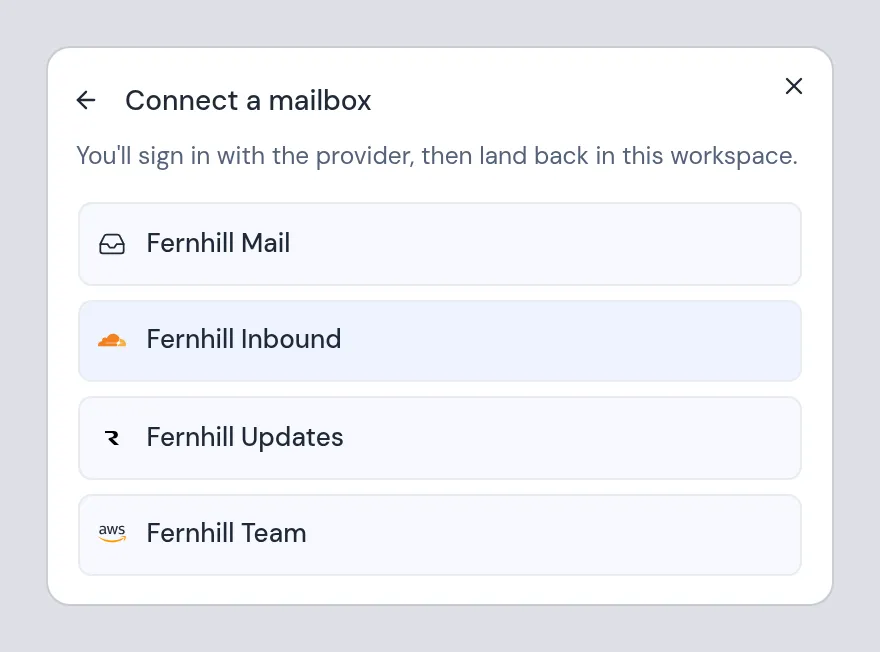 Connect a mailbox
You'll sign in with the provider, then land back in this workspace.
Fernhill Mail
Fernhill Inbound
Fernhill Updates
aws Fernhill Team